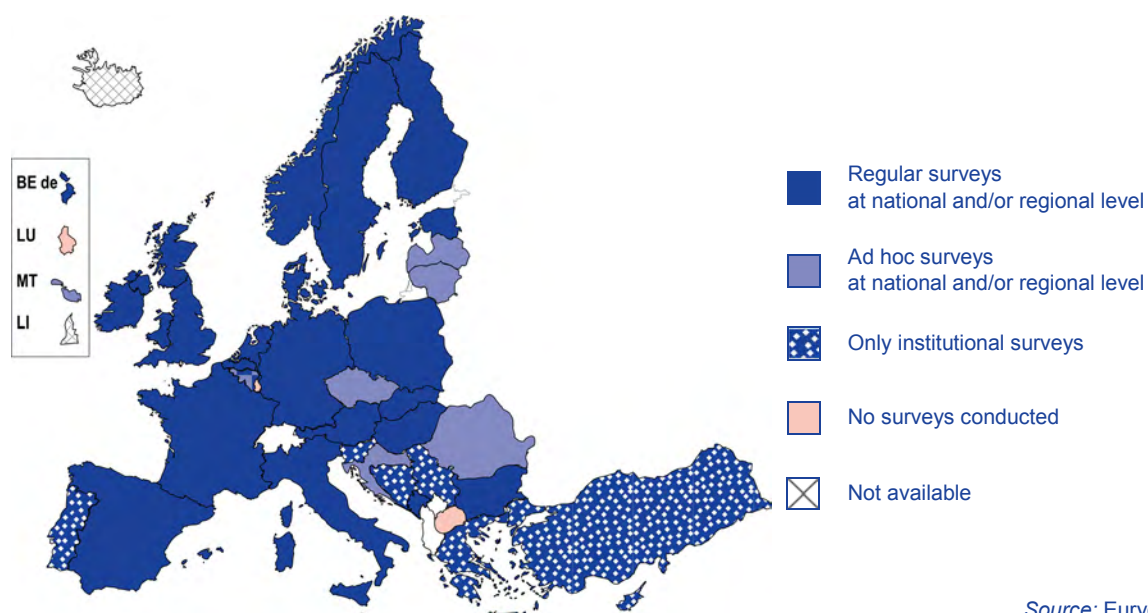 BE de
LU
MT
LI
Regular surveys
at national and/or regional level
Ad hoc surveys
at national and/or regional level
Only institutional surveys
No surveys conducted
Not available
Source: